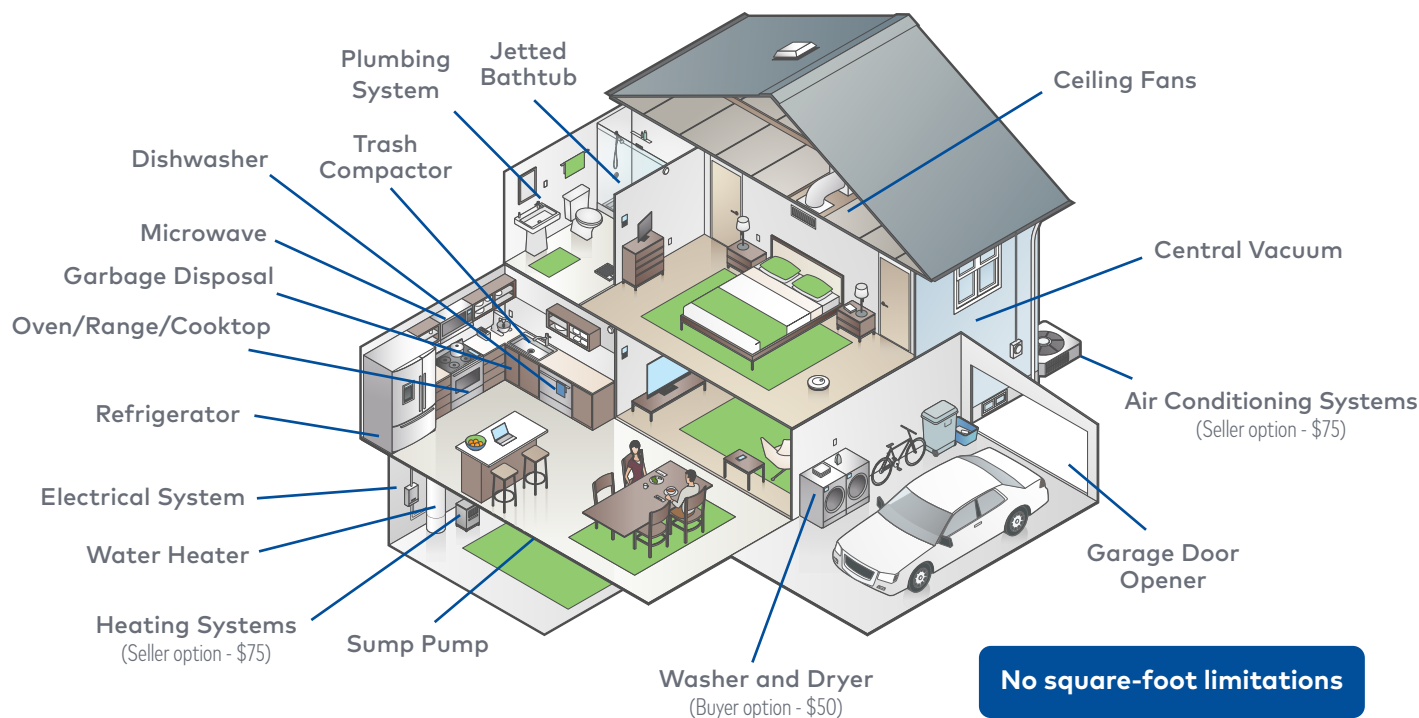 Plumbing
System
Jetted
Bathtub
Ceiling Fans
Dishwasher
Trash
Compactor
Microwave
Garbage Disposal
Oven/Range/Cooktop
Refrigerator
Electrical System
Water Heater
Heating Systems
(Seller option - $75)
Sump Pump
Washer and Dryer
(Buyer option - $50)
Central Vacuum
Air Conditioning Systems
(Seller option - $75)
Garage Door
Opener
No square-foot limitations